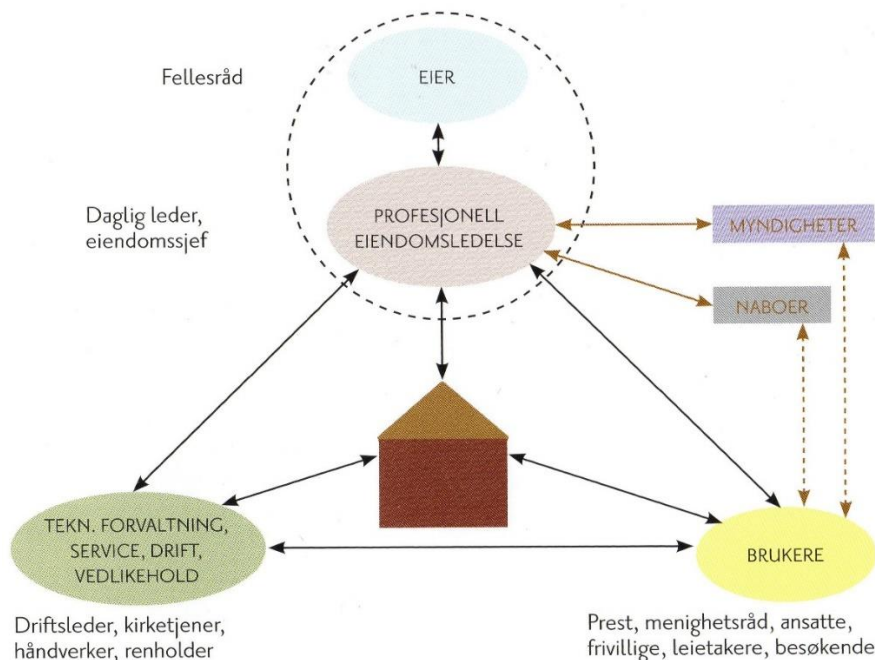 Fellesråd
EIER
Daglig leder,
eiendomssjef
PROFESJONELL
EIENDOMSLEDELSE
MYNDIGHETER
NABOER
TEKN. FORVALTNING,
SERVICE, DRIFT,
VEDLIKEHOLD
BRUKERE
Driftsleder, kirketjener,
håndverker, renholder
Prest, menighetsråd, ansatte,
frivillige, leietakere, besøkende